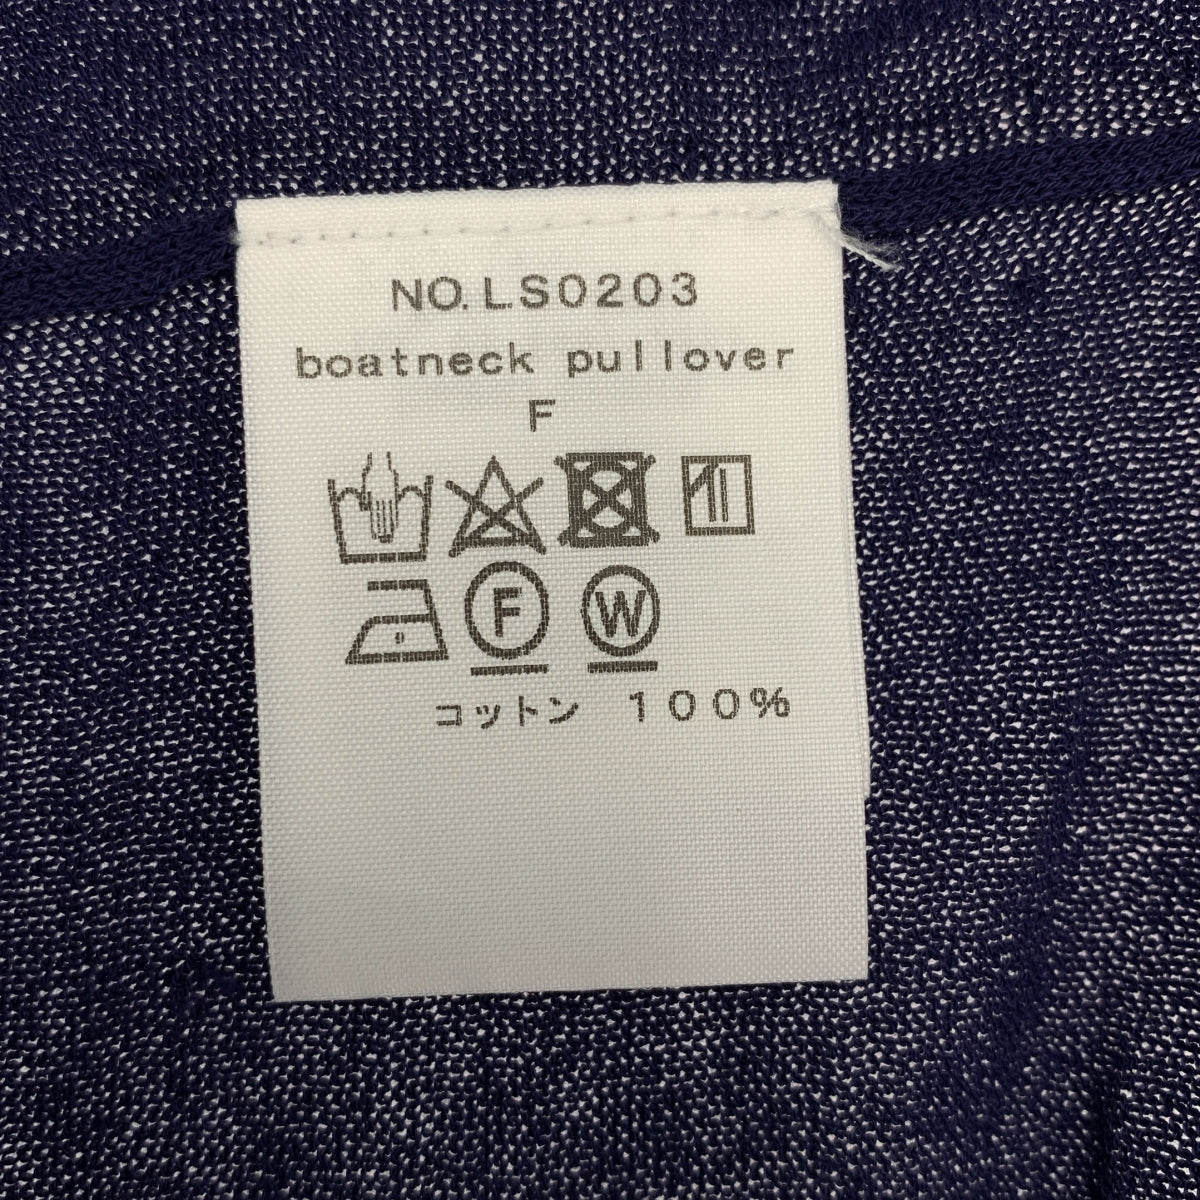 NO.LS0203
boatneck pullover
F
F W
コットン 100%